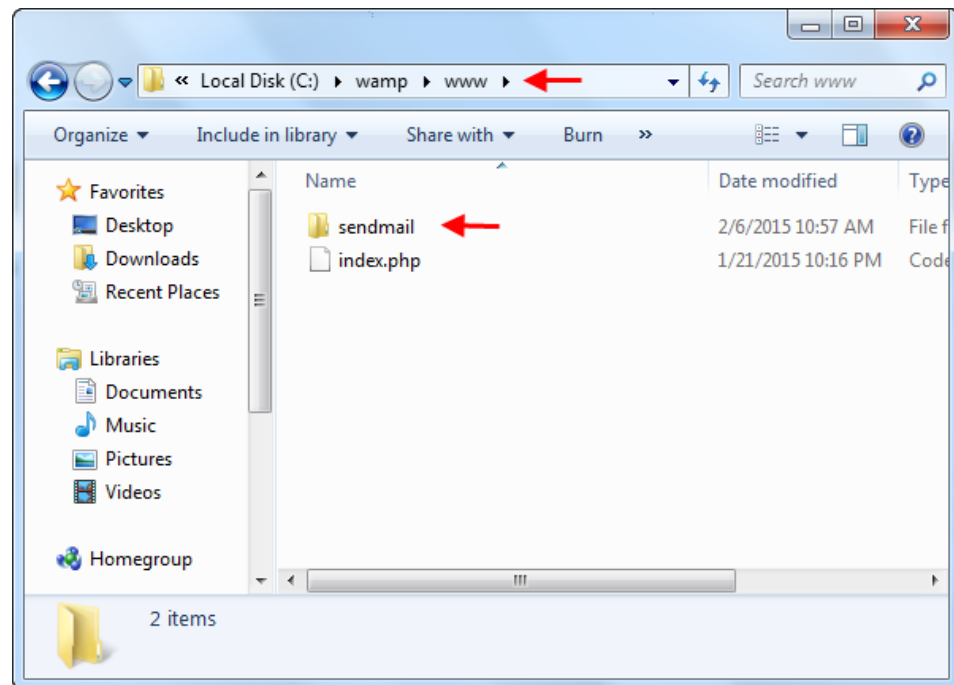 « Local Disk (C:) ▸ wamp ▸ www ▸ Search www
Organize Include in library Share with Burn »
Name Date modified Type
Favorites
Desktop
Downloads
Recent Places
Libraries
Documents
Music
Pictures
Videos
Homegroup
sendmail 2/6/2015 10:57 AM File f
index.php 1/21/2015 10:16 PM Code
2 items